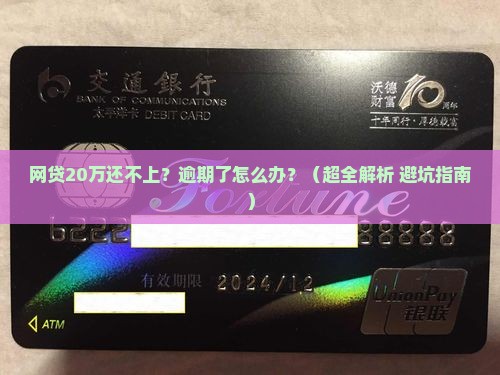 交通銀行
BANK OF COMMUNICATIONS
太平洋卡 DEBIT CARD
沃德
财富
10
周年
十年同行·厚德载富
网贷20万还不上？逾期了怎么办？（超全解析 避坑指南
）
Fortune
6222
88888
有效期限 2024/12
ATM
UnionPay
银联